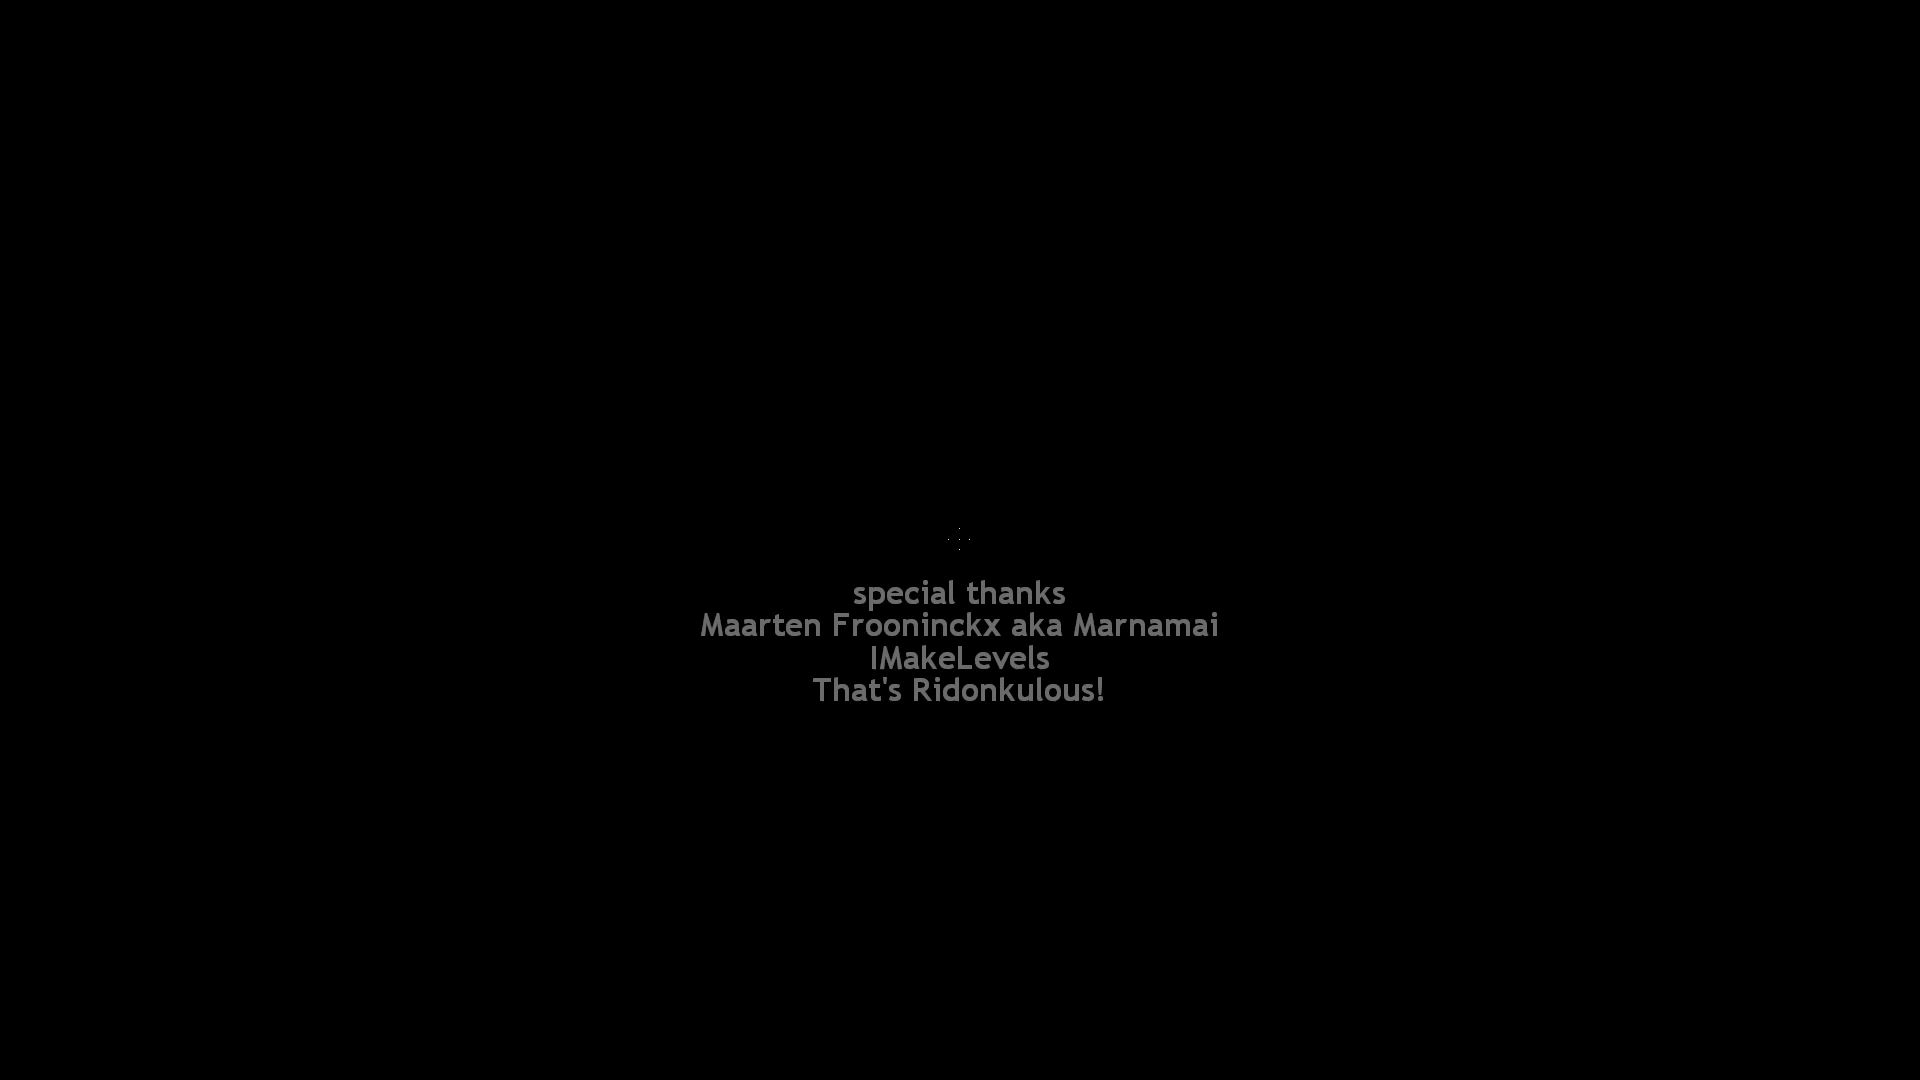 special thanks
Maarten Frooninckx aka Marnamai
IMakeLevels
That's Ridonkulous!